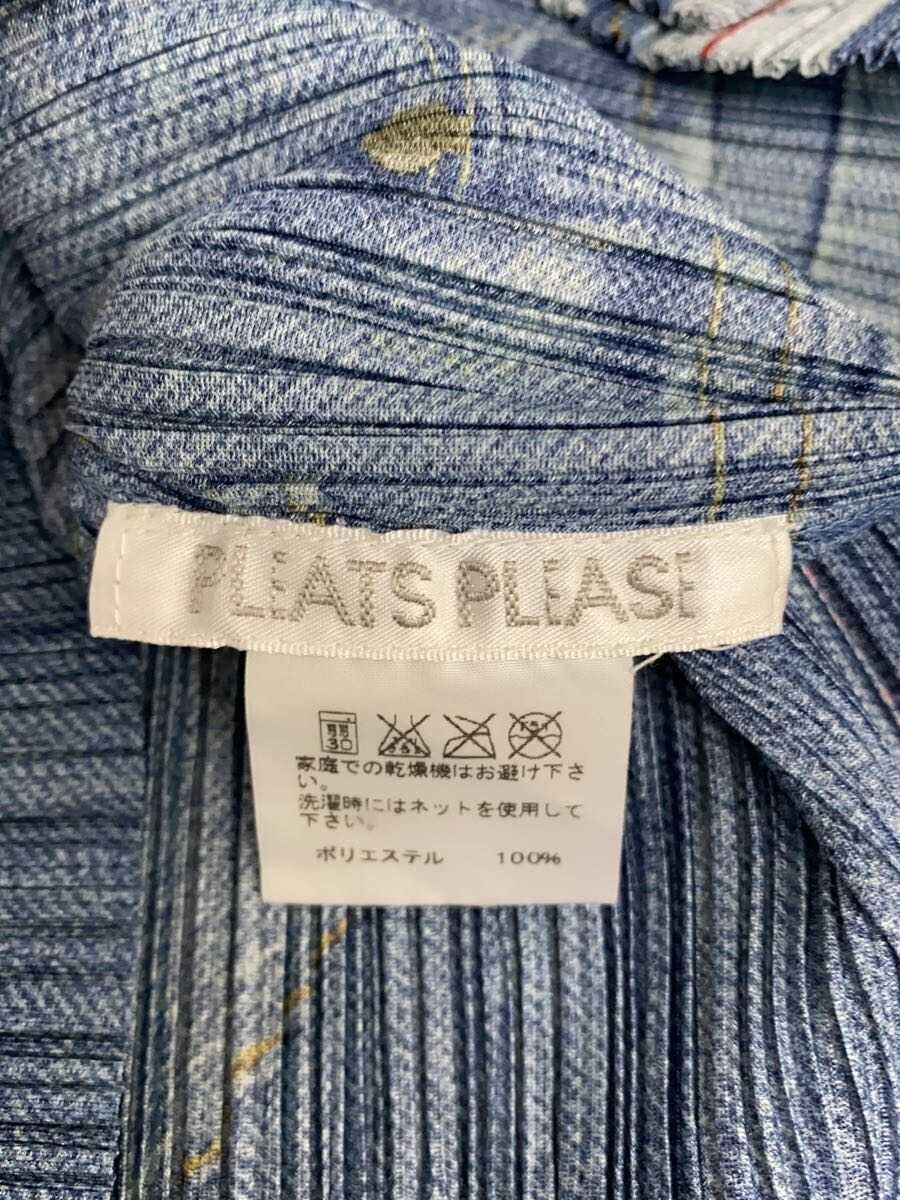 PLEATS PLEASE
30
家庭での乾燥機はお避け下さ
い。
洗濯時にはネットを使用して
下さい。
ポリエステル 100%